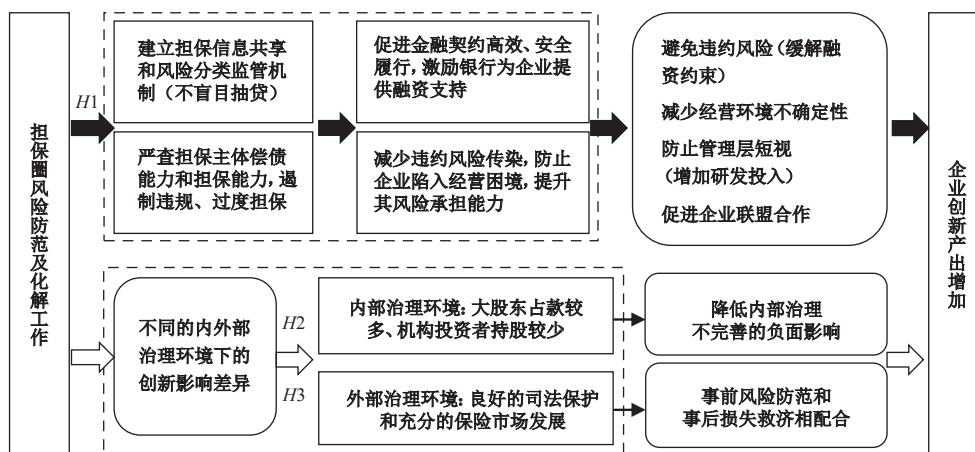 担保圈风险防范及化解工作
H1
建立担保信息共享
和风险分类监管机
制（不盲目抽贷）
严查担保主体偿债
能力和担保能力，遏
制违规、过度担保
促进金融契约高效、安全
履行，激励银行为企业提
供融资支持
减少违约风险传染，防止
企业陷入经营困境，提升
其风险承担能力
避免违约风险（缓解融
资约束）
减少经营环境不确定性
防止管理层短视
（增加研发投入）
促进企业联盟合作
不同的内外部
治理环境下的
创新影响差异
H2
H3
内部治理环境：大股东占款较
多、机构投资者持股较少
外部治理环境：良好的司法保护
和充分的保险市场发展
降低内部治理
不完善的负面影响
事前风险防范和
事后损失救济相配合
企业创新产出增加